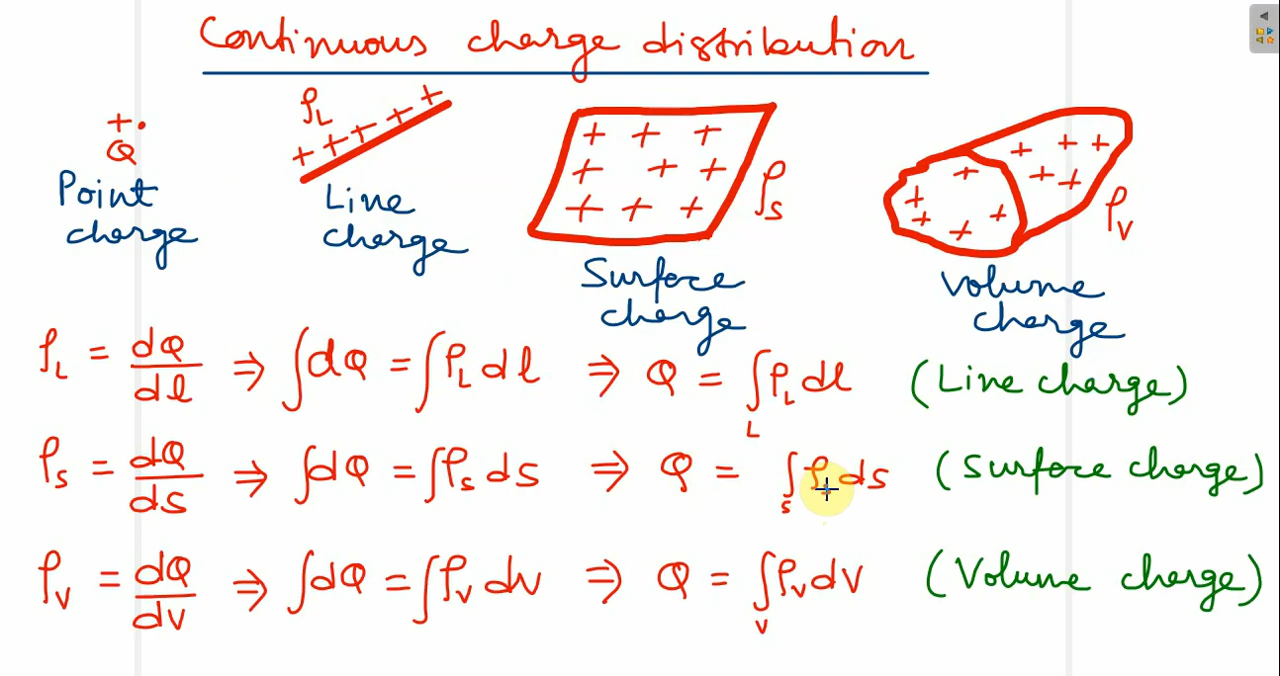 Continuous charge distribution
+ Q
Point charge
ρL + + + + + +
Line charge
+ + + + + + + + + ρS
Surface charge
+ + + + + + + + + + ρV
Volume charge
ρL = dQ/dl ⇒ ∫dQ = ∫ρL dl ⇒ Q = ∫L ρL dl (Line charge)
ρS = dQ/ds ⇒ ∫dQ = ∫ρs ds ⇒ Q = ∫s ρ ds (Surface charge)
ρV = dQ/dv ⇒ ∫dQ = ∫ρV dv ⇒ Q = ∫V ρV dV (Volume charge)